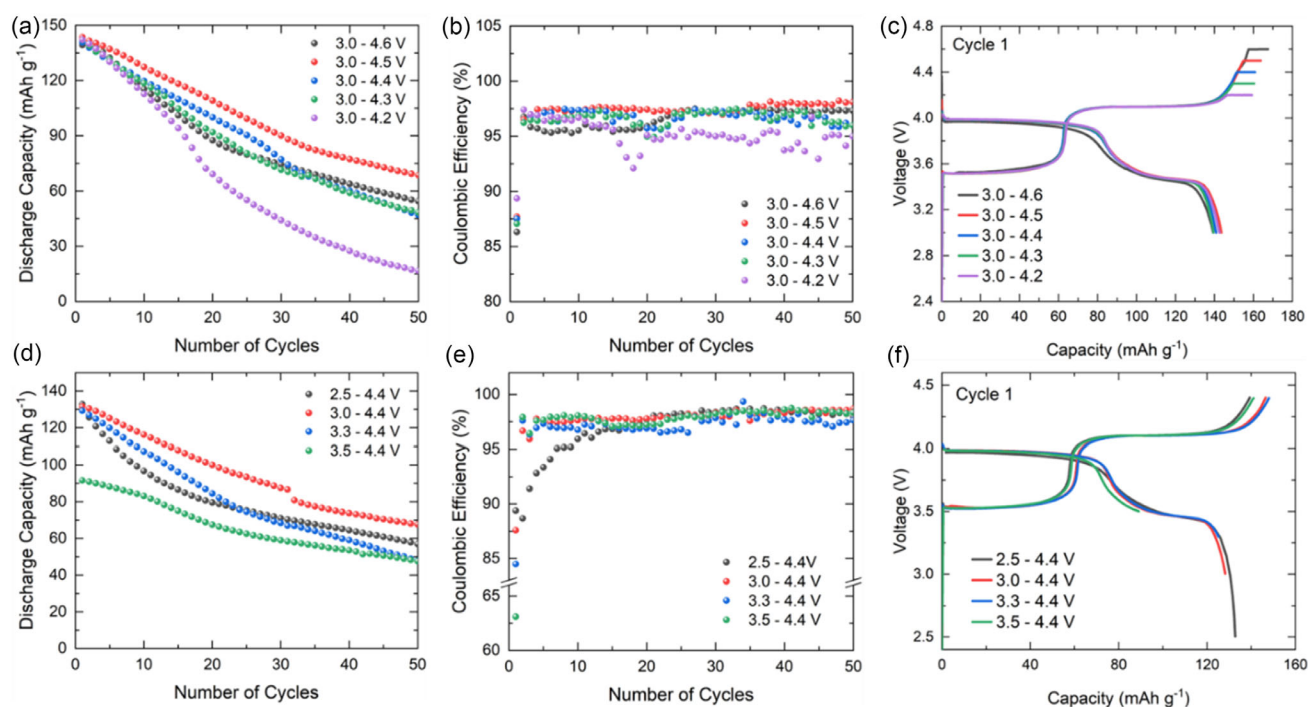 (a)
150
135
120
105
90
75
60
45
30
15
0
Discharge Capacity (mAh g⁻¹)
3.0 - 4.6 V
3.0 - 4.5 V
3.0 - 4.4 V
3.0 - 4.3 V
3.0 - 4.2 V
0 10 20 30 40 50
Number of Cycles
(b)
105
100
95
90
85
80
Coulombic Efficiency (%)
3.0 - 4.6 V
3.0 - 4.5 V
3.0 - 4.4 V
3.0 - 4.3 V
3.0 - 4.2 V
0 10 20 30 40 50
Number of Cycles
(c)
4.8
4.4
4.0
3.6
3.2
2.8
2.4
Voltage (V)
Cycle 1
3.0 - 4.6
3.0 - 4.5
3.0 - 4.4
3.0 - 4.3
3.0 - 4.2
0 20 40 60 80 100 120 140 160 180
Capacity (mAh g⁻¹)
(d)
140
120
100
80
60
40
20
0
Discharge Capacity (mAh g⁻¹)
2.5 - 4.4 V
3.0 - 4.4 V
3.3 - 4.4 V
3.5 - 4.4 V
0 10 20 30 40 50
Number of Cycles
(e)
100
95
90
85
65
60
Coulombic Efficiency (%)
2.5 - 4.4V
3.0 - 4.4 V
3.3 - 4.4 V
3.5 - 4.4 V
0 10 20 30 40 50
Number of Cycles
(f)
4.5
4.0
3.5
3.0
2.5
Voltage (V)
Cycle 1
2.5 - 4.4 V
3.0 - 4.4 V
3.3 - 4.4 V
3.5 - 4.4 V
0 40 80 120 160
Capacity (mAh g⁻¹)